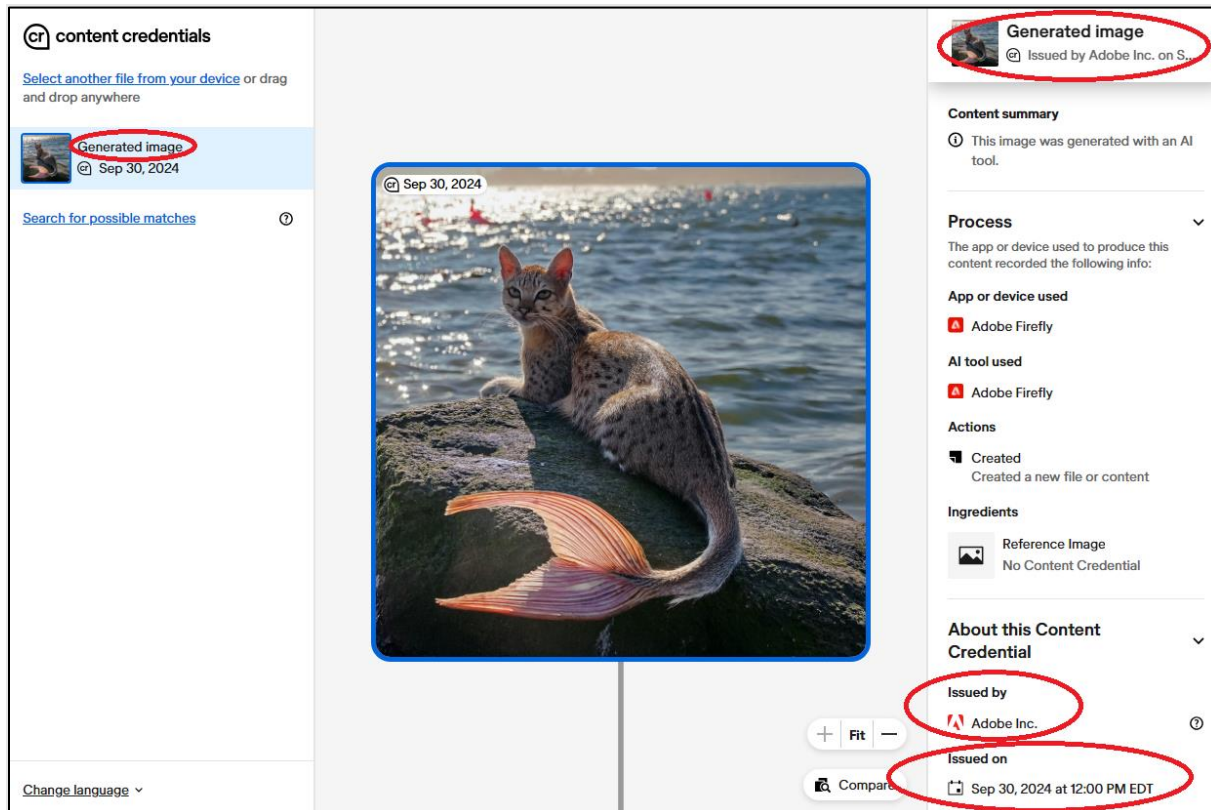 cr content credentials
Select another file from your device or drag
and drop anywhere
Generated image
cr Sep 30, 2024
Search for possible matches
Change language
cr Sep 30, 2024
Fit
Compare
Generated image
cr Issued by Adobe Inc. on S...
Content summary
This image was generated with an AI
tool.
Process
The app or device used to produce this
content recorded the following info:
App or device used
Adobe Firefly
AI tool used
Adobe Firefly
Actions
Created
Created a new file or content
Ingredients
Reference Image
No Content Credential
About this Content
Credential
Issued by
Adobe Inc.
Issued on
Sep 30, 2024 at 12:00 PM EDT